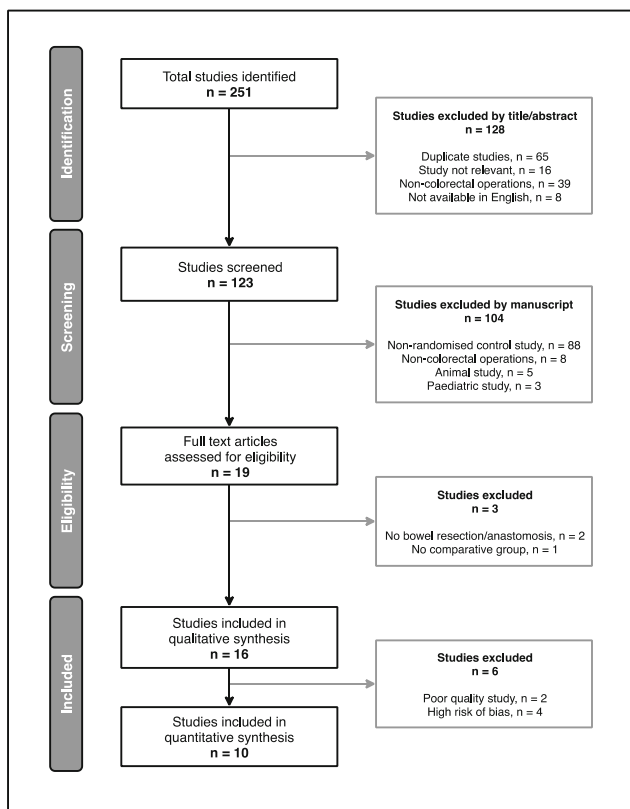 Identification
Total studies identified
n = 251
Studies excluded by title/abstract
n = 128
Duplicate studies, n = 65
Study not relevant, n = 16
Non-colorectal operations, n = 39
Not available in English, n = 8
Screening
Studies screened
n = 123
Studies excluded by manuscript
n = 104
Non-randomised control study, n = 88
Non-colorectal operations, n = 8
Animal study, n = 5
Paediatric study, n = 3
Eligibility
Full text articles
assessed for eligibility
n = 19
Studies excluded
n = 3
No bowel resection/anastomosis, n = 2
No comparative group, n = 1
Included
Studies included in
qualitative synthesis
n = 16
Studies excluded
n = 6
Poor quality study, n = 2
High risk of bias, n = 4
Studies included in
quantitative synthesis
n = 10